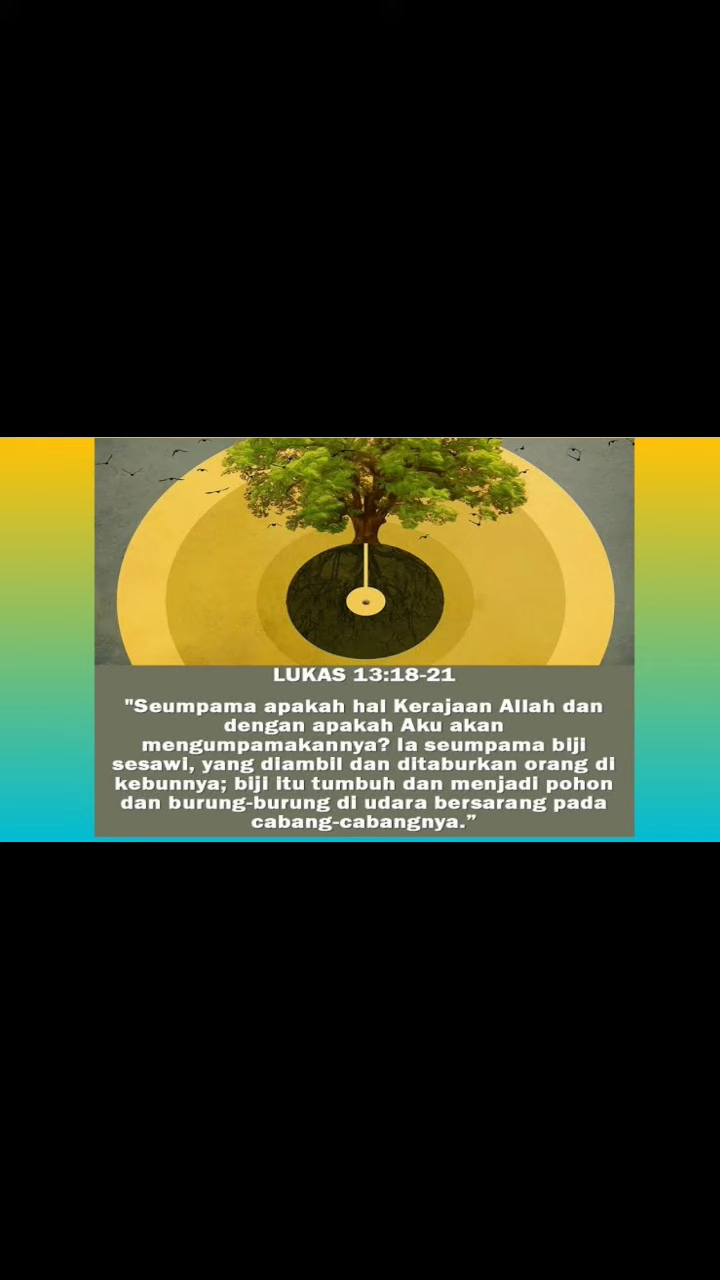 LUKAS 13:18-21
"Seumpama apakah hal Kerajaan Allah dan
dengan apakah Aku akan
mengumpamakannya? Ia seumpama biji
sesawi, yang diambil dan ditaburkan orang di
kebunnya; biji itu tumbuh dan menjadi pohon
dan burung-burung di udara bersarang pada
cabang-cabangnya.”